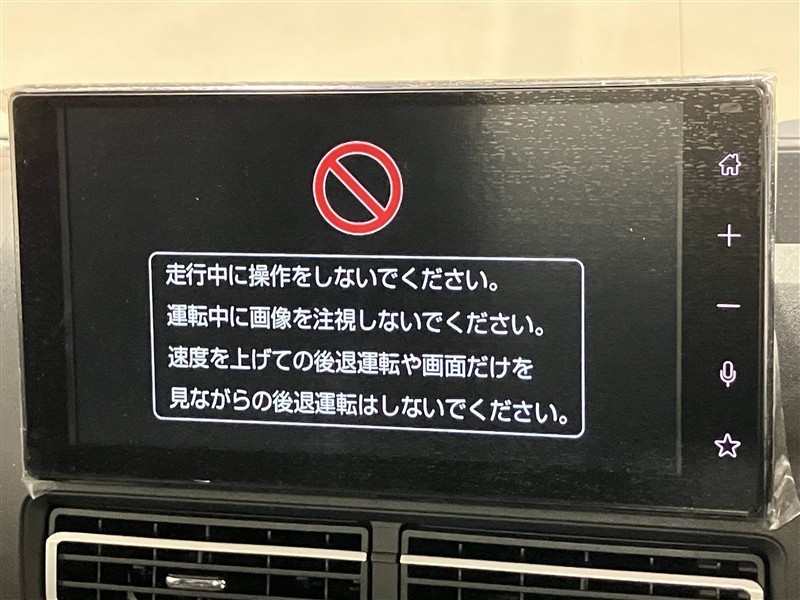 走行中に操作をしないでください。
運転中に画像を注視しないでください。
速度を上げての後退運転や画面だけを
見ながらの後退運転はしないでください。